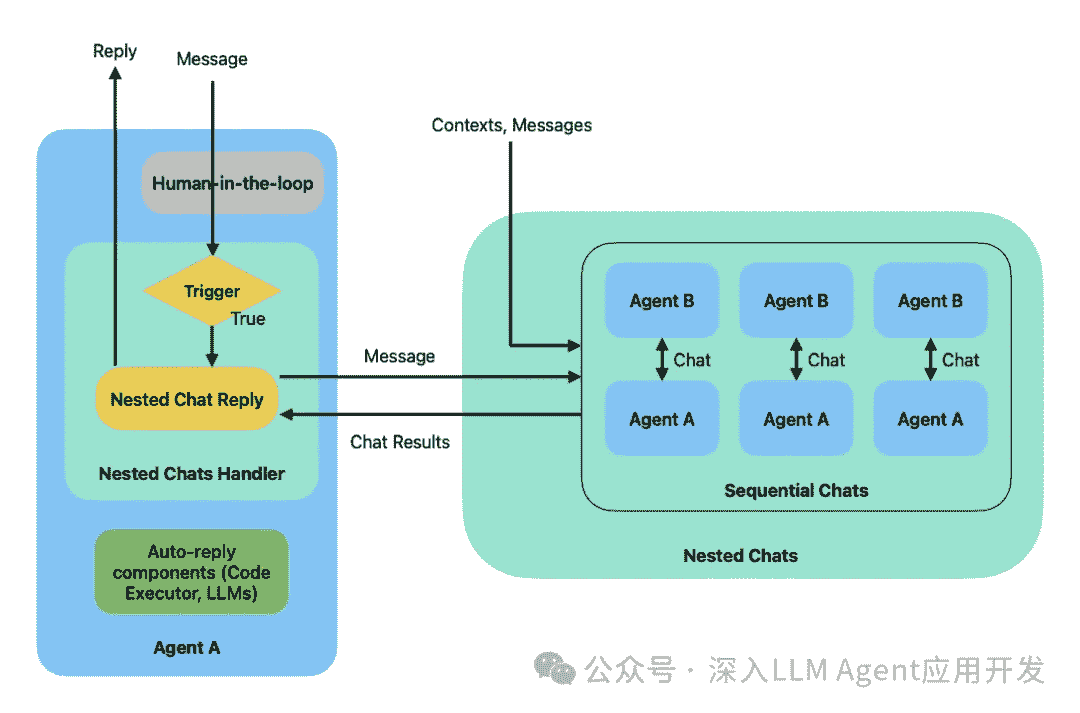 Reply
Message
Human-in-the-loop
Trigger
True
Nested Chat Reply
Nested Chats Handler
Auto-reply
components (Code
Executor, LLMs)
Agent A
Message
Chat Results
Contexts, Messages
Agent B
Agent B
Agent B
Chat
Chat
Chat
Agent A
Agent A
Agent A
Sequential Chats
Nested Chats
公众号 · 深入LLM Agent应用开发